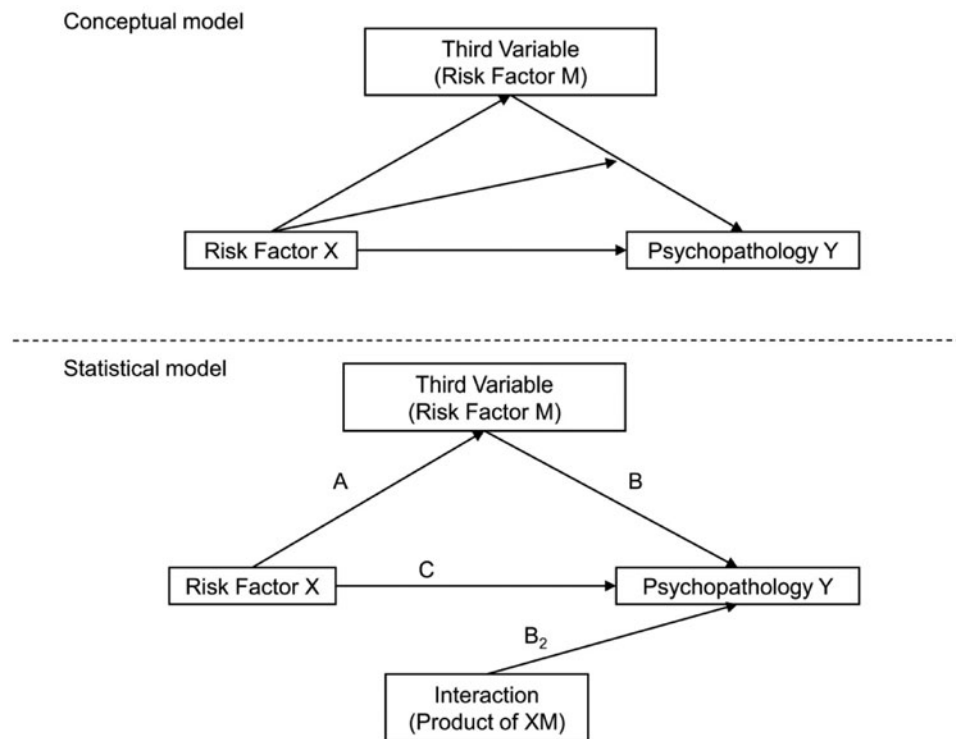 Conceptual model
Third Variable
(Risk Factor M)
Risk Factor X
Psychopathology Y
Statistical model
Third Variable
(Risk Factor M)
A
B
Risk Factor X
C
Psychopathology Y
B₂
Interaction
(Product of XM)